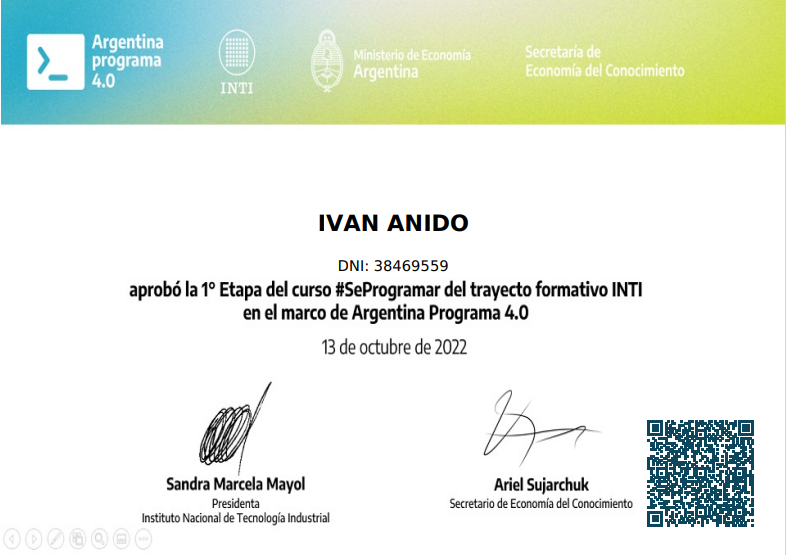 Argentina
programa
4.0
INTI
Ministerio de Economía
Argentina
Secretaría de
Economía del Conocimiento
IVAN ANIDO
DNI: 38469559
aprobó la 1° Etapa del curso #SeProgramar del trayecto formativo INTI
en el marco de Argentina Programa 4.0
13 de octubre de 2022
Sandra Marcela Mayol
Presidenta
Instituto Nacional de Tecnología Industrial
Ariel Sujarchuk
Secretario de Economía del Conocimiento